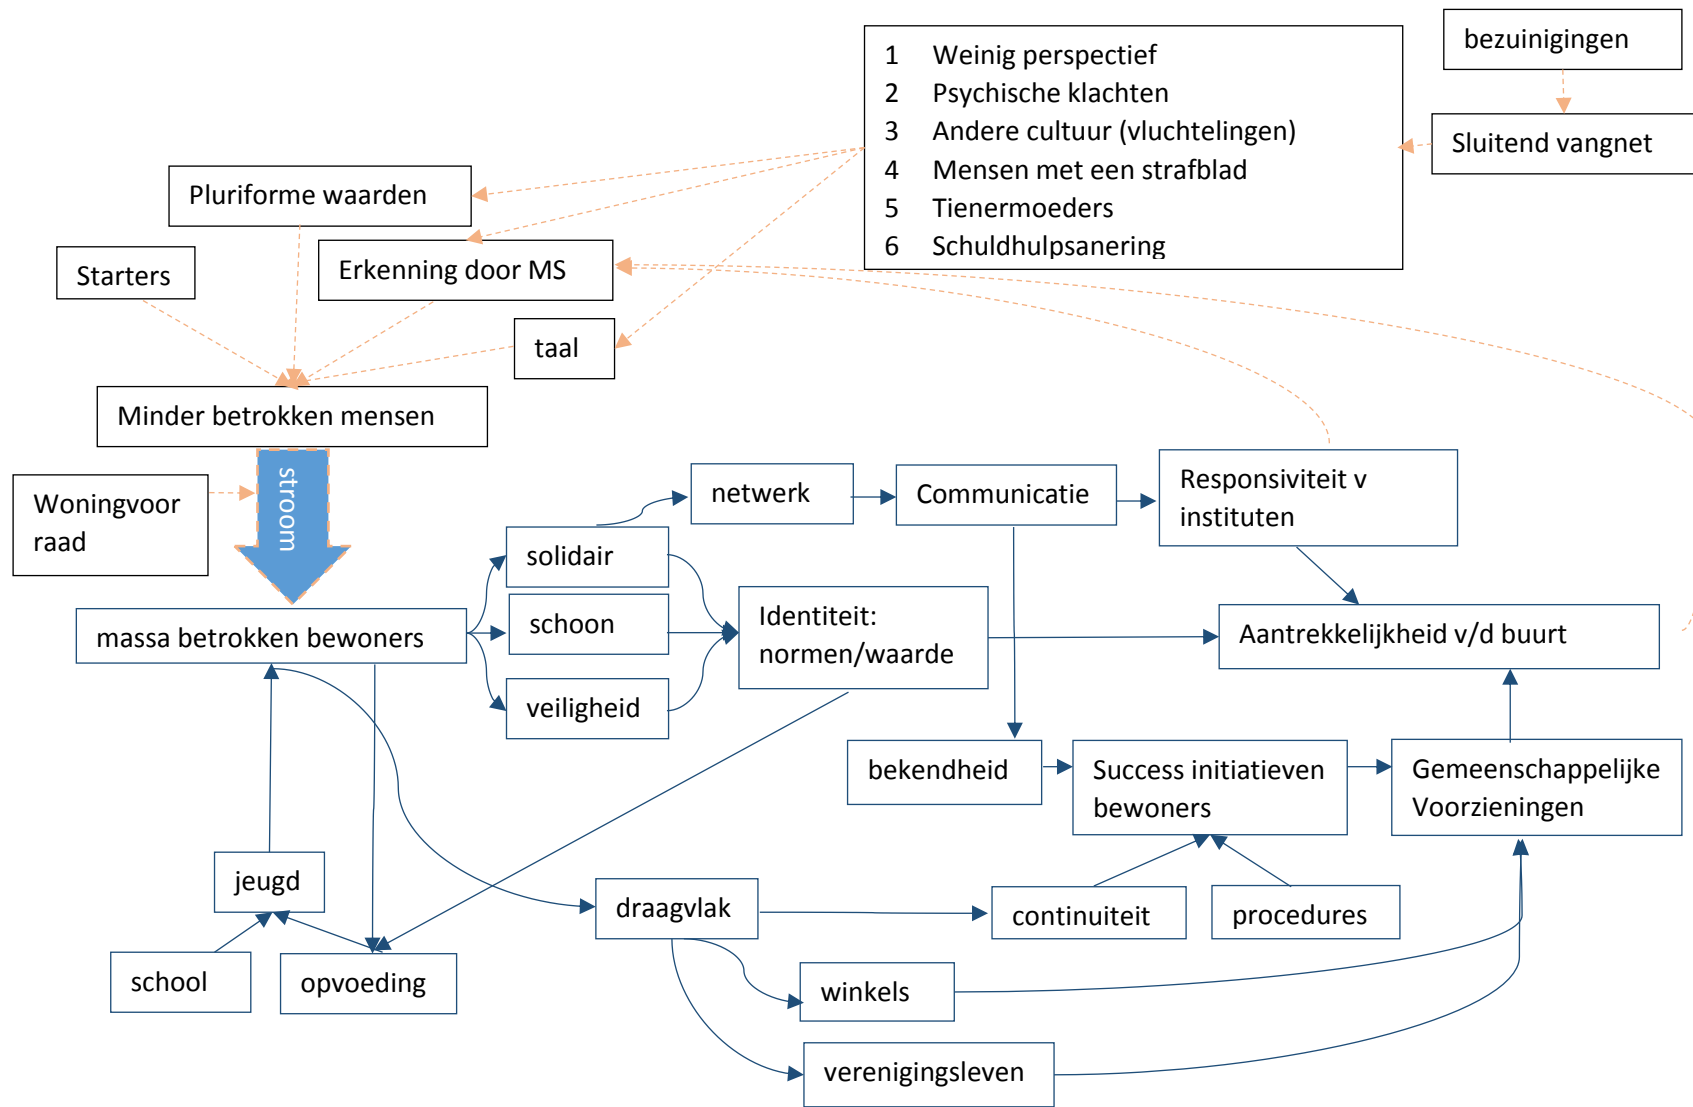 bezuinigingen
1 Weinig perspectief
2 Psychische klachten
3 Andere cultuur (vluchtelingen)
4 Mensen met een strafblad
5 Tienermoeders
6 Schuldhulpsanering
Sluitend vangnet
Pluriforme waarden
Erkenning door MS
Starters
taal
Minder betrokken mensen
stroom
Woningvoor
raad
netwerk
Communicatie
Responsiviteit v
instituten
solidair
schoon
veiligheid
Identiteit:
normen/waarde
Aantrekkelijkheid v/d buurt
massa betrokken bewoners
bekendheid
Success initiatieven
bewoners
Gemeenschappelijke
Voorzieningen
jeugd
draagvlak
continuiteit
procedures
school
opvoeding
winkels
verenigingsleven